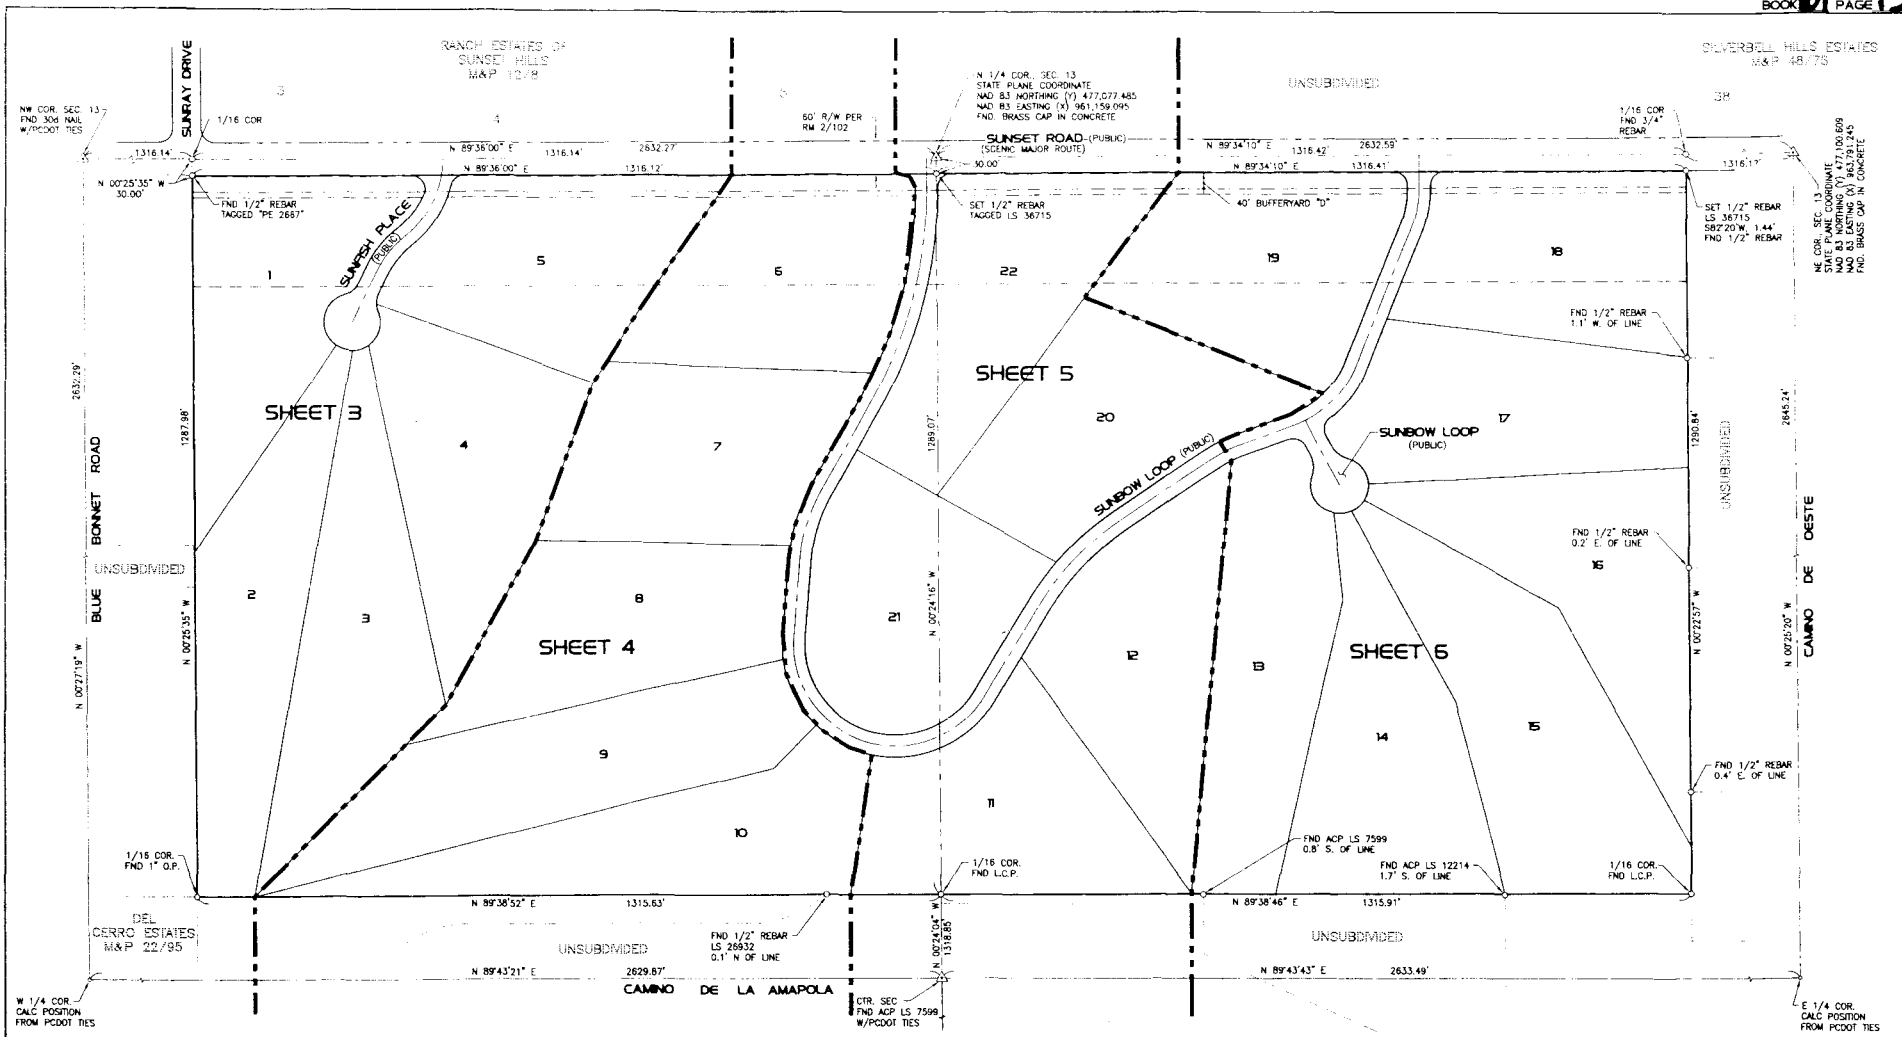 BOOK
PAGE
RANCH ESTATES OF
SUNSET HILLS
M&P 12/8
SILVERBELL HILLS ESTATES
M&P 48/75
SUNRAY DRIVE
3
4
5
UNSUBDIVIDED
38
NW COR. SEC. 13
FND 30d NAIL
W/PCDOT TIES
1/16 COR
60' R/W PER
RM 2/102
N 1/4 COR., SEC. 13
STATE PLANE COORDINATE
NAD 83 NORTHING (Y) 477,077.485
NAD 83 EASTING (X) 961,159.095
FND. BRASS CAP IN CONCRETE
1/16 COR
FND 3/4"
REBAR
SUNSET ROAD (PUBLIC)
(SCENIC MAJOR ROUTE)
1316.14'
N 89°36'00" E
1316.14'
2632.27'
N 89°34'10" E
1316.42'
2632.59'
1316.17'
N 89°36'00" E
1316.12'
30.00'
N 89°34'10" E
1316.41'
N 00°25'35" W
30.00'
FND 1/2" REBAR
TAGGED "PE 2667"
SET 1/2" REBAR
TAGGED LS 36715
40' BUFFERYARD "D"
SET 1/2" REBAR
LS 36715
S82°20'W, 1.44'
FND 1/2" REBAR
NE COR., SEC. 13
STATE PLANE COORDINATE
NAD 83 NORTHING (Y) 477,100.609
NAD 83 EASTING (X) 963,791.245
FND. BRASS CAP IN CONCRETE
SUNFISH PLACE
(PUBLIC)
1
5
6
22
19
18
FND 1/2" REBAR
1.1' W. OF LINE
2632.29'
1287.98'
SHEET 3
SHEET 5
4
7
20
17
1289.07'
SUNBOW LOOP
(PUBLIC)
SUNBOW LOOP (PUBLIC)
1290.84'
2645.24'
UNSUBDIVIDED
BLUE BONNET ROAD
CAMINO DE OESTE
FND 1/2" REBAR
0.2' E. OF LINE
UNSUBDIVIDED
2
3
8
21
12
13
16
SHEET 4
SHEET 6
N 00°27'19" W
N 00°25'35" W
N 00°24'16" W
N 00°22'57" W
N 00°25'20" W
9
14
15
11
10
FND 1/2" REBAR
0.4' E. OF LINE
1/16 COR.
FND 1" O.P.
1/16 COR.
FND L.C.P.
FND ACP LS 7599
0.8' S. OF LINE
FND ACP LS 12214
1.7' S. OF LINE
1/16 COR.
FND L.C.P.
N 89°38'52" E
1315.63'
N 89°38'46" E
1315.91'
DEL
CERRO ESTATES
M&P 22/95
UNSUBDIVIDED
FND 1/2" REBAR
LS 26932
0.1' N OF LINE
N 00°24'04" W
1318.85'
UNSUBDIVIDED
N 89°43'21" E
2629.67'
N 89°43'43" E
2633.49'
CAMINO DE LA AMAPOLA
W 1/4 COR.
CALC POSITION
FROM PCDOT TIES
CTR. SEC
FND ACP LS 7599
W/PCDOT TIES
E 1/4 COR.
CALC POSITION
FROM PCDOT TIES